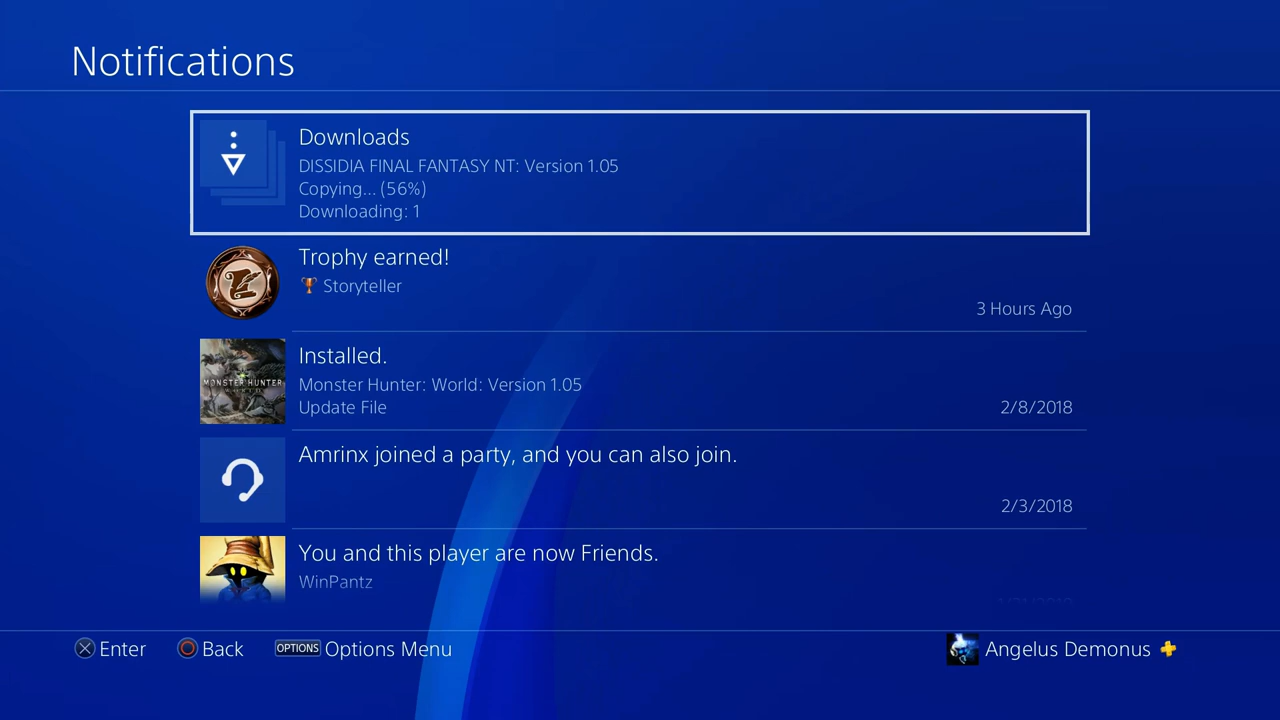 Notifications
Downloads
DISSIDIA FINAL FANTASY NT: Version 1.05
Copying... (56%)
Downloading: 1
Trophy earned!
Storyteller
3 Hours Ago
Installed.
MONSTER HUNTER
WORLD
Monster Hunter: World: Version 1.05
Update File
2/8/2018
Amrinx joined a party, and you can also join.
2/3/2018
You and this player are now Friends.
WinPantz
Enter
Back
OPTIONS Options Menu
Angelus Demonus